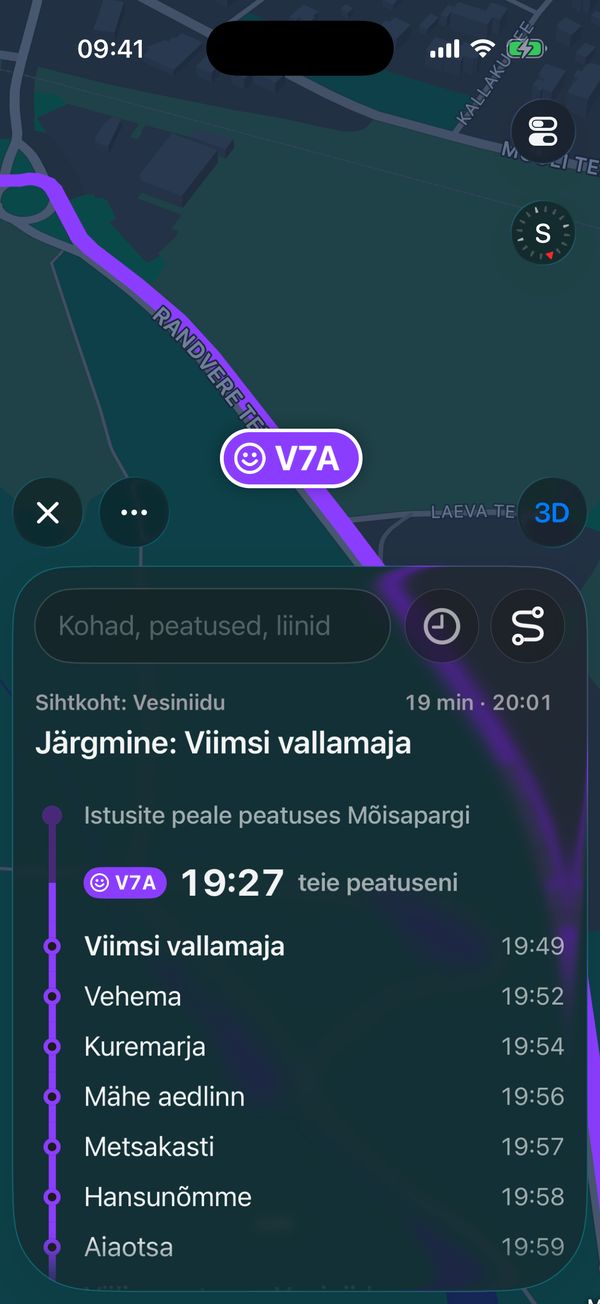 09:41
KALLAKU TEE
RANDVERE TE
V7A
S
LAEVA TE
3D
Kohad, peatused, liinid
Sihtkoht: Vesiniidu
19 min · 20:01
Järgmine: Viimsi vallamaja
Istusite peale peatuses Mõisapargi
V7A 19:27 teie peatuseni
Viimsi vallamaja 19:49
Vehema 19:52
Kuremarja 19:54
Mähe aedlinn 19:56
Metsakasti 19:57
Hansunõmme 19:58
Aiaotsa 19:59